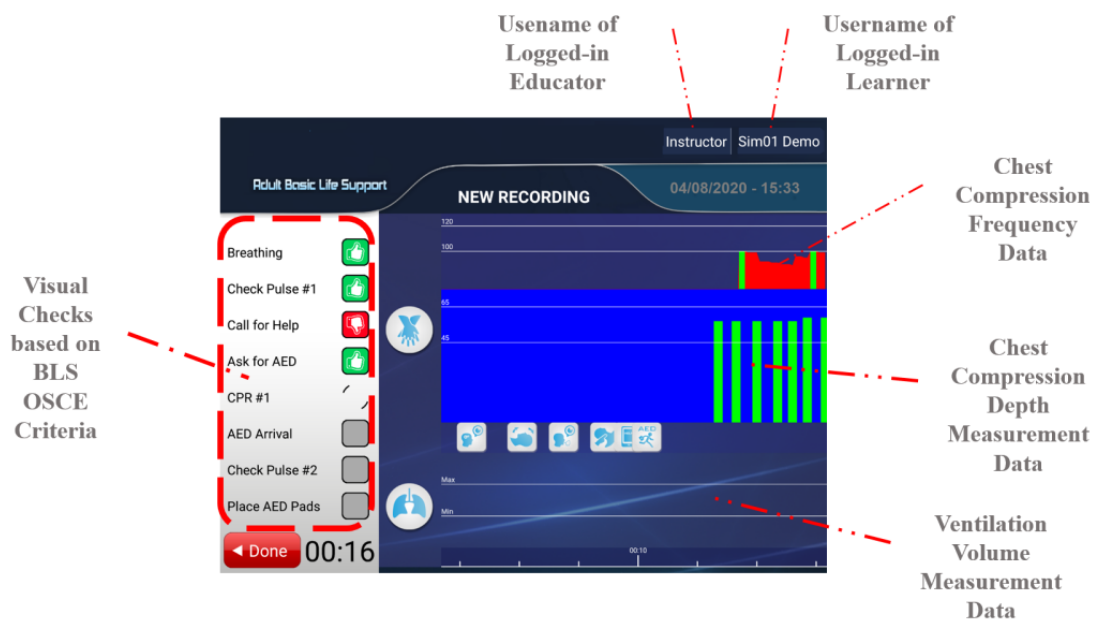 Usename of
Logged-in
Educator
Username of
Logged-in
Learner
Instructor
Sim01 Demo
Adult Basic Life Support
NEW RECORDING
04/08/2020 - 15:33
Chest
Compression
Frequency
Data
Visual
Checks
based on
BLS
OSCE
Criteria
Breathing
Check Pulse #1
Call for Help
Ask for AED
CPR #1
AED Arrival
Check Pulse #2
Place AED Pads
Done
00:16
120
100
65
45
AED
Max
Min
00:10
Chest
Compression
Depth
Measurement
Data
Ventilation
Volume
Measurement
Data